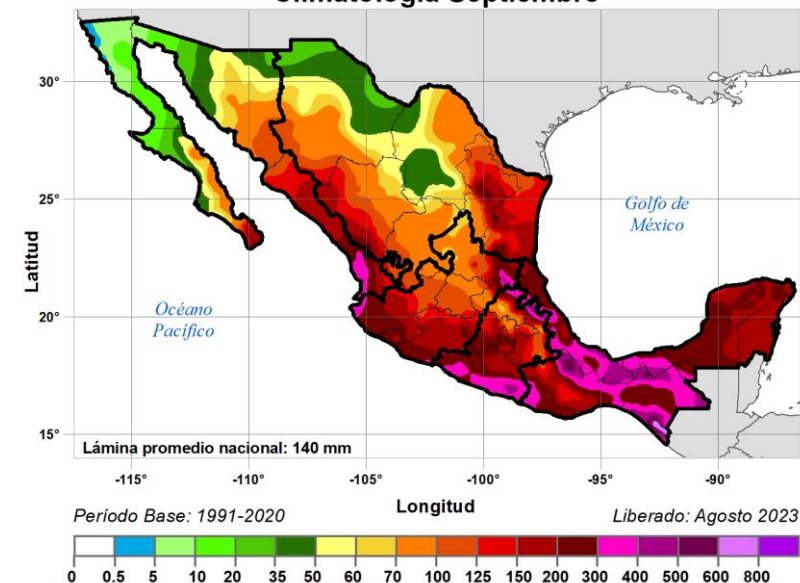 Climatología Septiembre
30°
25°
20°
15°
Latitud
Golfo de
México
Océano
Pacífico
Lámina promedio nacional: 140 mm
-115° -110° -105° -100° -95° -90°
Longitud
Período Base: 1991-2020
Liberado: Agosto 2023
0 0.5 5 10 20 35 50 60 70 100 125 150 200 300 400 500 600 800